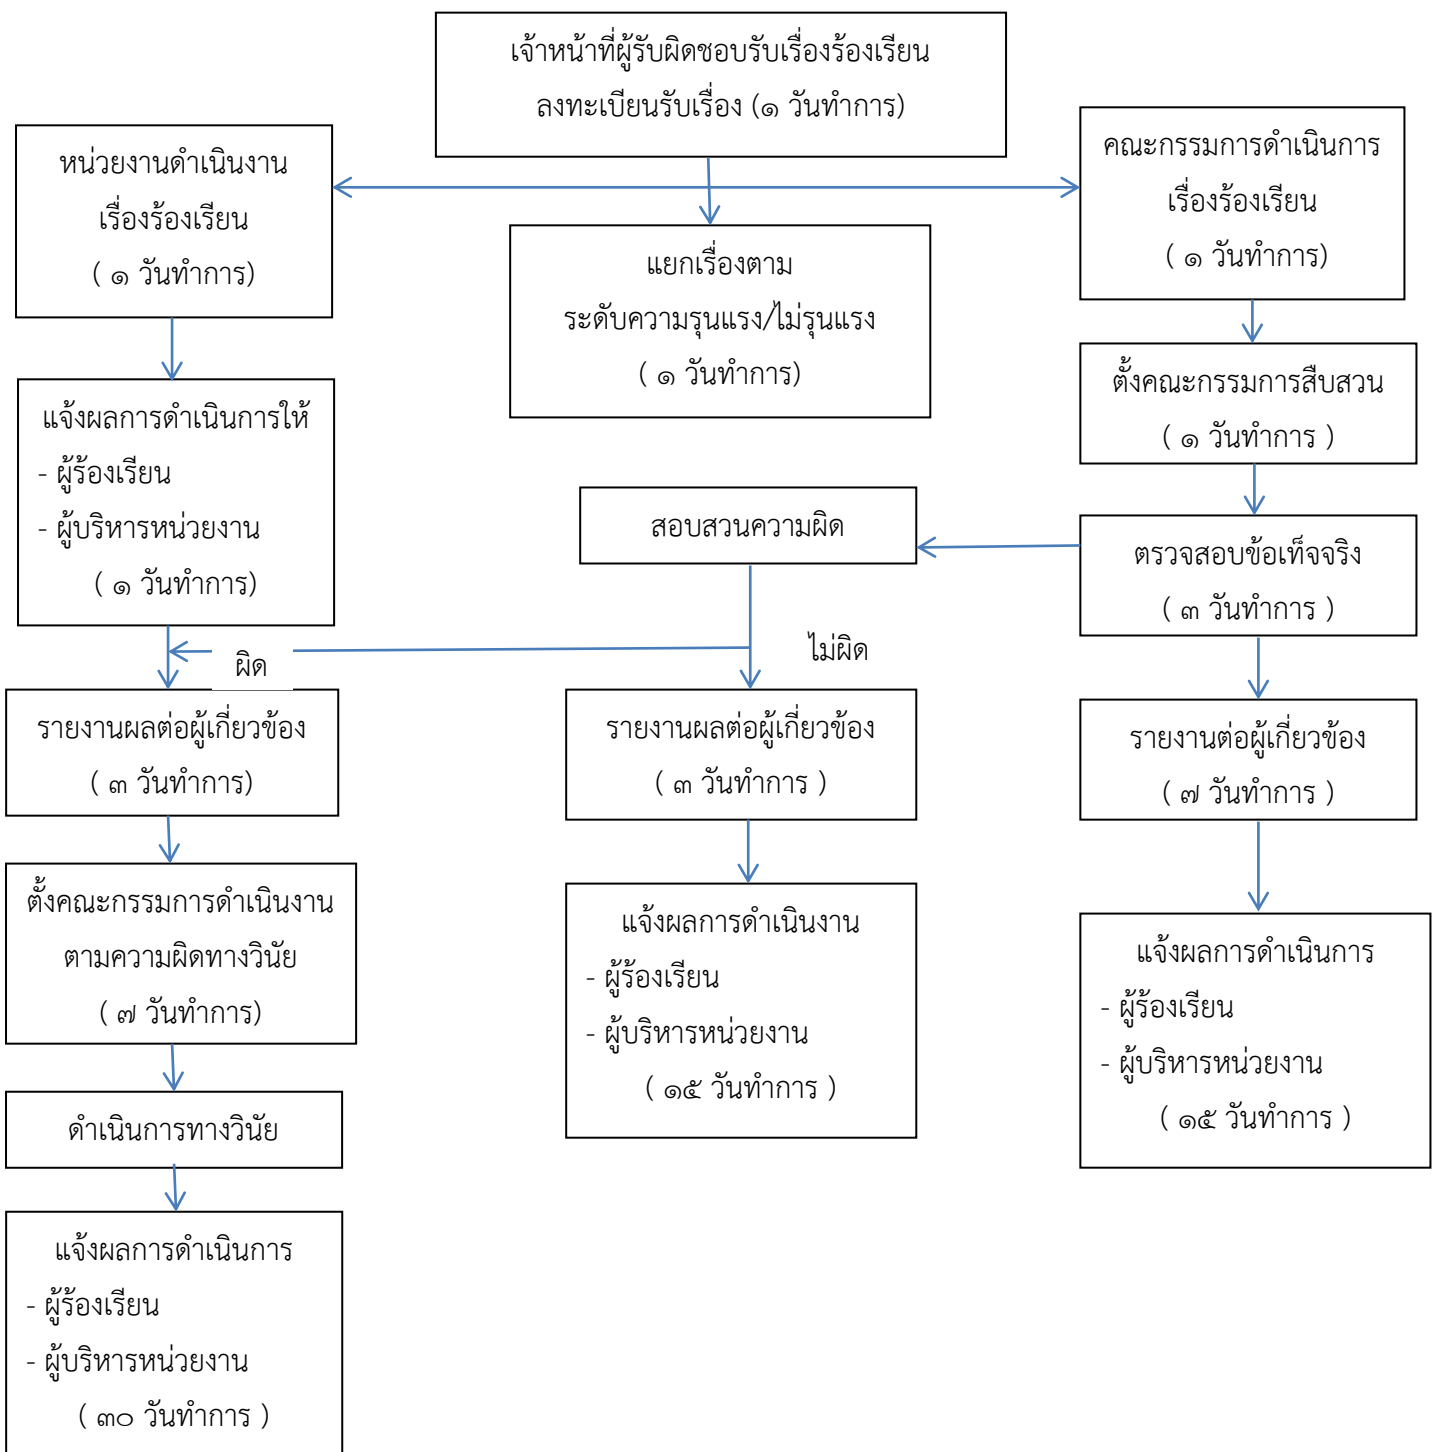 เจ้าหน้าที่ผู้รับผิดชอบรับเรื่องร้องเรียน
ลงทะเบียนรับเรื่อง (๑ วันทำการ)
หน่วยงานดำเนินงาน
เรื่องร้องเรียน
( ๑ วันทำการ)
คณะกรรมการดำเนินการ
เรื่องร้องเรียน
( ๑ วันทำการ)
แยกเรื่องตาม
ระดับความรุนแรง/ไม่รุนแรง
( ๑ วันทำการ)
แจ้งผลการดำเนินการให้
- ผู้ร้องเรียน
- ผู้บริหารหน่วยงาน
( ๑ วันทำการ)
ตั้งคณะกรรมการสืบสวน
( ๑ วันทำการ )
สอบสวนความผิด
ตรวจสอบข้อเท็จจริง
( ๓ วันทำการ )
ผิด
ไม่ผิด
รายงานผลต่อผู้เกี่ยวข้อง
( ๓ วันทำการ)
รายงานผลต่อผู้เกี่ยวข้อง
( ๓ วันทำการ )
รายงานต่อผู้เกี่ยวข้อง
( ๗ วันทำการ )
ตั้งคณะกรรมการดำเนินงาน
ตามความผิดทางวินัย
( ๗ วันทำการ)
แจ้งผลการดำเนินงาน
- ผู้ร้องเรียน
- ผู้บริหารหน่วยงาน
( ๑๕ วันทำการ )
แจ้งผลการดำเนินการ
- ผู้ร้องเรียน
- ผู้บริหารหน่วยงาน
( ๑๕ วันทำการ )
ดำเนินการทางวินัย
แจ้งผลการดำเนินการ
- ผู้ร้องเรียน
- ผู้บริหารหน่วยงาน
( ๓๐ วันทำการ )